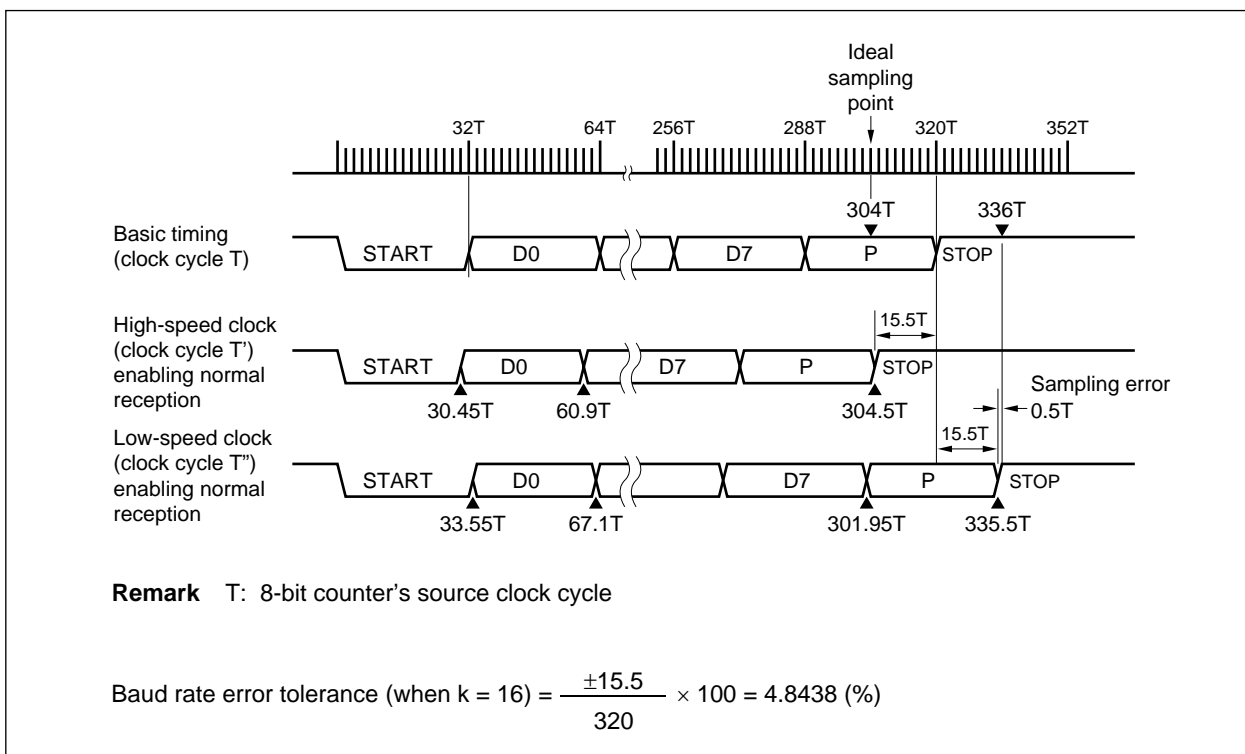 Ideal
sampling
point
32T 64T 256T 288T 320T 352T
304T 336T
Basic timing
(clock cycle T)
START D0 D7 P STOP
15.5T
High-speed clock
(clock cycle T')
enabling normal
reception
START D0 D7 P STOP
30.45T 60.9T 304.5T
Sampling error
0.5T
15.5T
Low-speed clock
(clock cycle T")
enabling normal
reception
START D0 D7 P STOP
33.55T 67.1T 301.95T 335.5T
Remark T: 8-bit counter's source clock cycle
Baud rate error tolerance (when k = 16) = ±15.5 / 320 × 100 = 4.8438 (%)